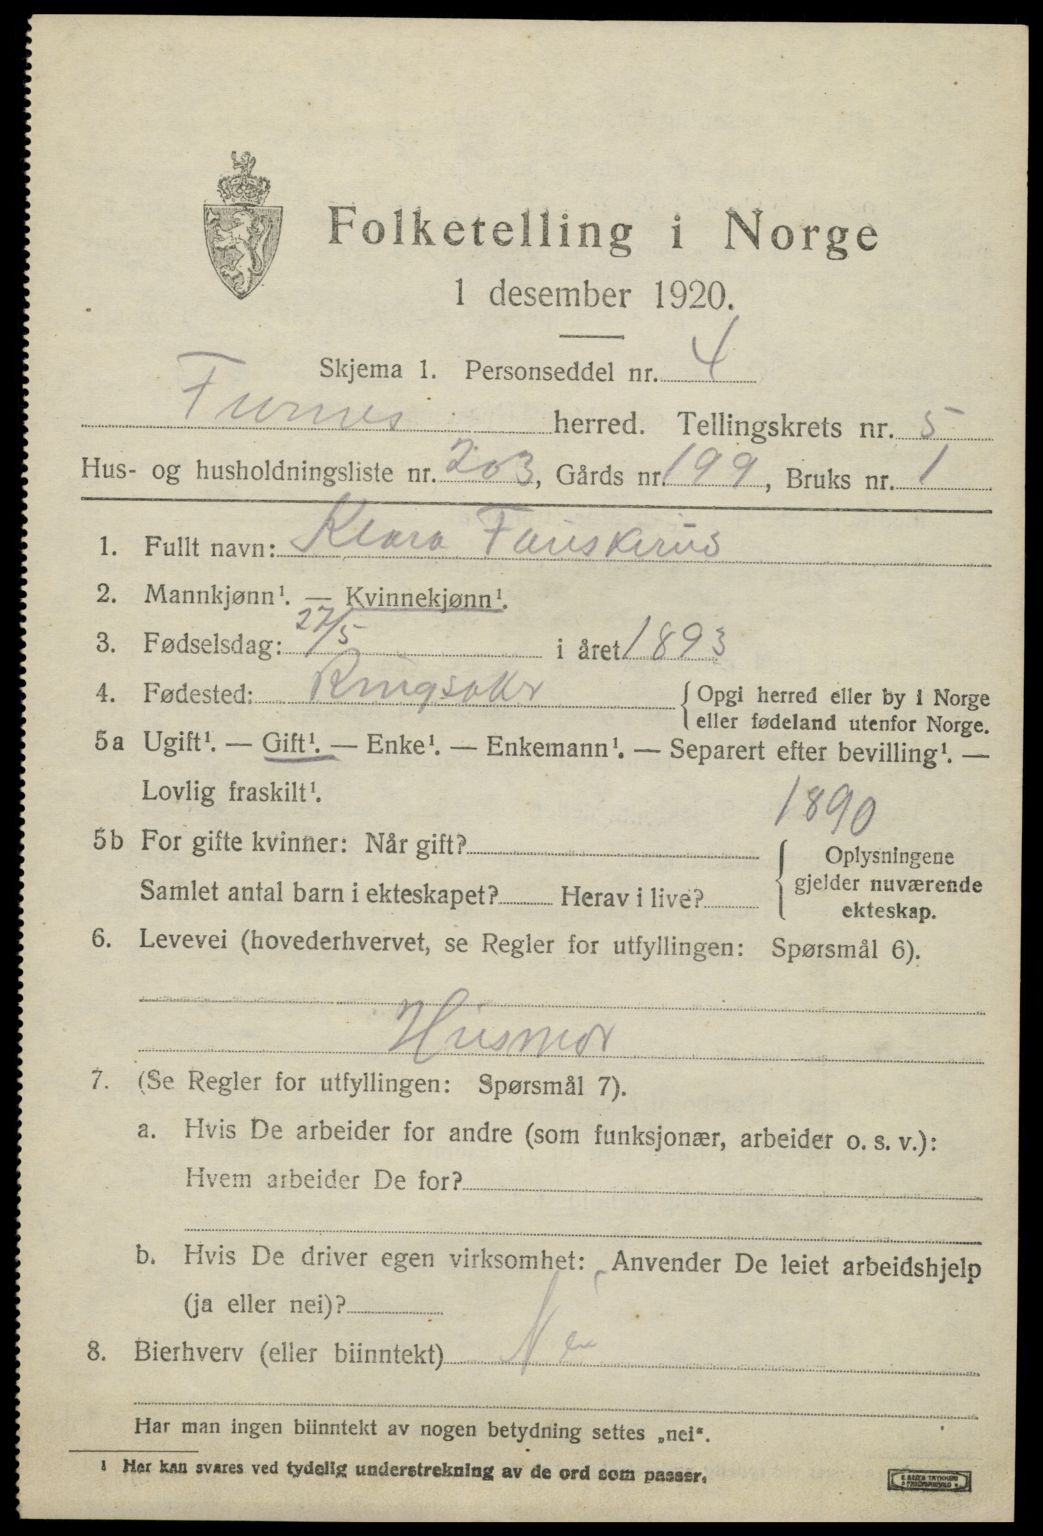 Folketelling i Norge
1 desember 1920.
Skjema 1. Personseddel nr. 4
Furnes herred. Tellingskrets nr. 5
Hus- og husholdningsliste nr. 203, Gårds nr. 199, Bruks nr. 1
1. Fullt navn: Klara Fauskerud
2. Mannkjønn¹. — Kvinnekjønn¹.
3. Fødselsdag: 27/5 i året 1893
4. Fødested: Ringsaker {Opgi herred eller by i Norge
eller fødeland utenfor Norge.
5a Ugift¹. — Gift¹. — Enke¹. — Enkemann¹. — Separert efter bevilling¹. —
Lovlig fraskilt¹.
1890
5b For gifte kvinner: Når gift?
Oplysningene
gjelder nuværende
ekteskap.
Samlet antal barn i ekteskapet? Herav i live?
6. Levevei (hovederhvervet, se Regler for utfyllingen: Spørsmål 6).
Husmor
7. (Se Regler for utfyllingen: Spørsmål 7).
a. Hvis De arbeider for andre (som funksjonær, arbeider o. s. v.):
Hvem arbeider De for?
b. Hvis De driver egen virksomhet: Anvender De leiet arbeidshjelp
(ja eller nei)?
8. Bierhverv (eller biinntekt) Nei
Har man ingen biinntekt av nogen betydning settes „nei“.
¹ Her kan svares ved tydelig understrekning av de ord som passer.